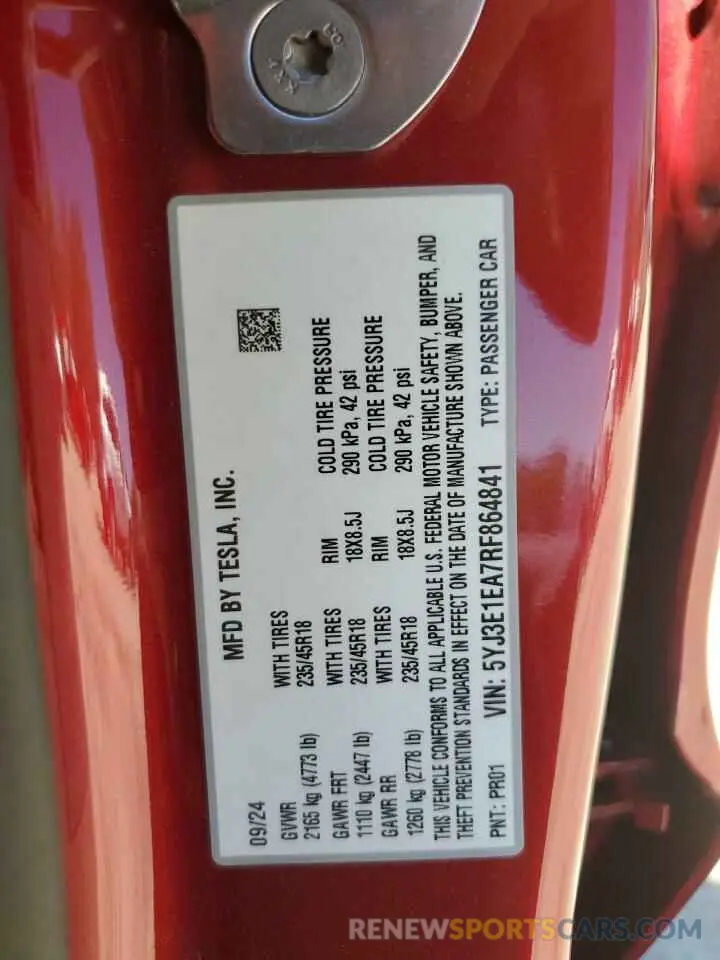 MFD BY TESLA, INC.
09/24
GVWR WITH TIRES RIM COLD TIRE PRESSURE
2165 kg (4773 lb) 235/45R18 18X8.5J 290 kPa, 42 psi
GAWR FRT WITH TIRES RIM COLD TIRE PRESSURE
1110 kg (2447 lb) 235/45R18 18X8.5J 290 kPa, 42 psi
GAWR RR WITH TIRES
1260 kg (2778 lb) 235/45R18
THIS VEHICLE CONFORMS TO ALL APPLICABLE U.S. FEDERAL MOTOR VEHICLE SAFETY, BUMPER, AND
THEFT PREVENTION STANDARDS IN EFFECT ON THE DATE OF MANUFACTURE SHOWN ABOVE.
PNT: PR01 VIN: 5YJ3E1EA7RF864841 TYPE: PASSENGER CAR
RENEWSPORTSCARS.COM